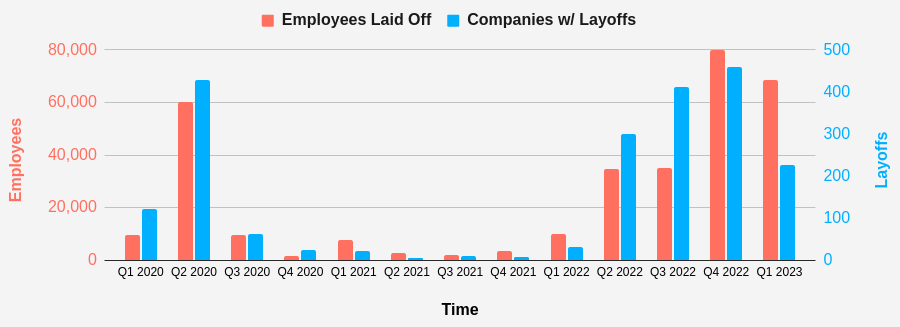 Employees Laid Off Companies w/ Layoffs
80,000 500
400
60,000
300
40,000
200
20,000
100
0 0
Employees
Layoffs
Q1 2020 Q2 2020 Q3 2020 Q4 2020 Q1 2021 Q2 2021 Q3 2021 Q4 2021 Q1 2022 Q2 2022 Q3 2022 Q4 2022 Q1 2023
Time